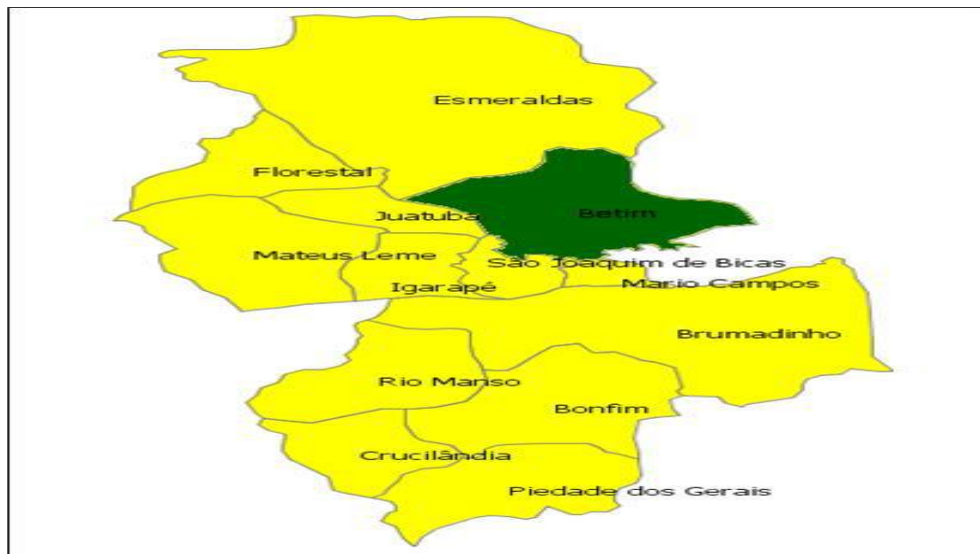 Esmeraldas
Florestal
Juatuba
Betim
Mateus Leme
São Joaquim de Bicas
Igarapé
Mario Campos
Brumadinho
Rio Manso
Bonfim
Crucilândia
Piedade dos Gerais